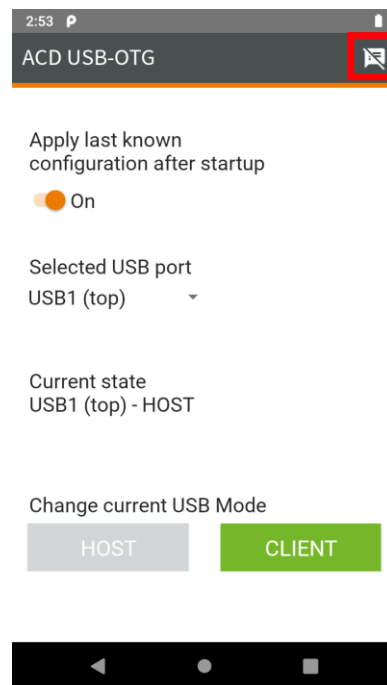 2:53
ACD USB-OTG
Apply last known
configuration after startup
On
Selected USB port
USB1 (top)
Current state
USB1 (top) - HOST
Change current USB Mode
HOST CLIENT